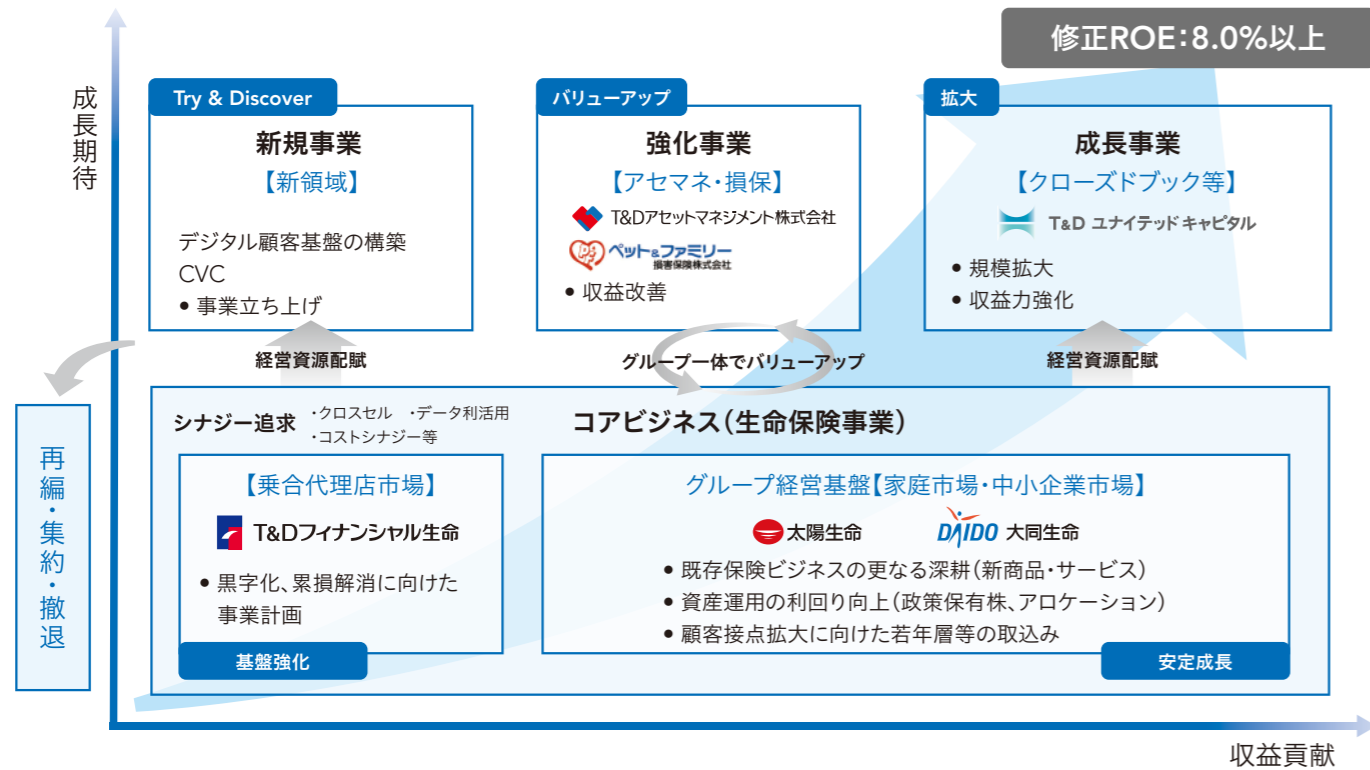 修正ROE：8.0%以上
成長期待
Try & Discover
新規事業
【新領域】
デジタル顧客基盤の構築
CVC
• 事業立ち上げ
バリューアップ
強化事業
【アセマネ・損保】
T&Dアセットマネジメント株式会社
ペット&ファミリー
損害保険株式会社
• 収益改善
拡大
成長事業
【クローズドブック等】
T&D ユナイテッドキャピタル
• 規模拡大
• 収益力強化
経営資源配賦
グループ一体でバリューアップ
経営資源配賦
再編・集約・撤退
シナジー追求
・クロスセル ・データ利活用
・コストシナジー等
コアビジネス（生命保険事業）
【乗合代理店市場】
T&Dフィナンシャル生命
• 黒字化、累損解消に向けた
事業計画
基盤強化
グループ経営基盤【家庭市場・中小企業市場】
太陽生命
DAIDO 大同生命
• 既存保険ビジネスの更なる深耕（新商品・サービス）
• 資産運用の利回り向上（政策保有株、アロケーション）
• 顧客接点拡大に向けた若年層等の取込み
安定成長
収益貢献